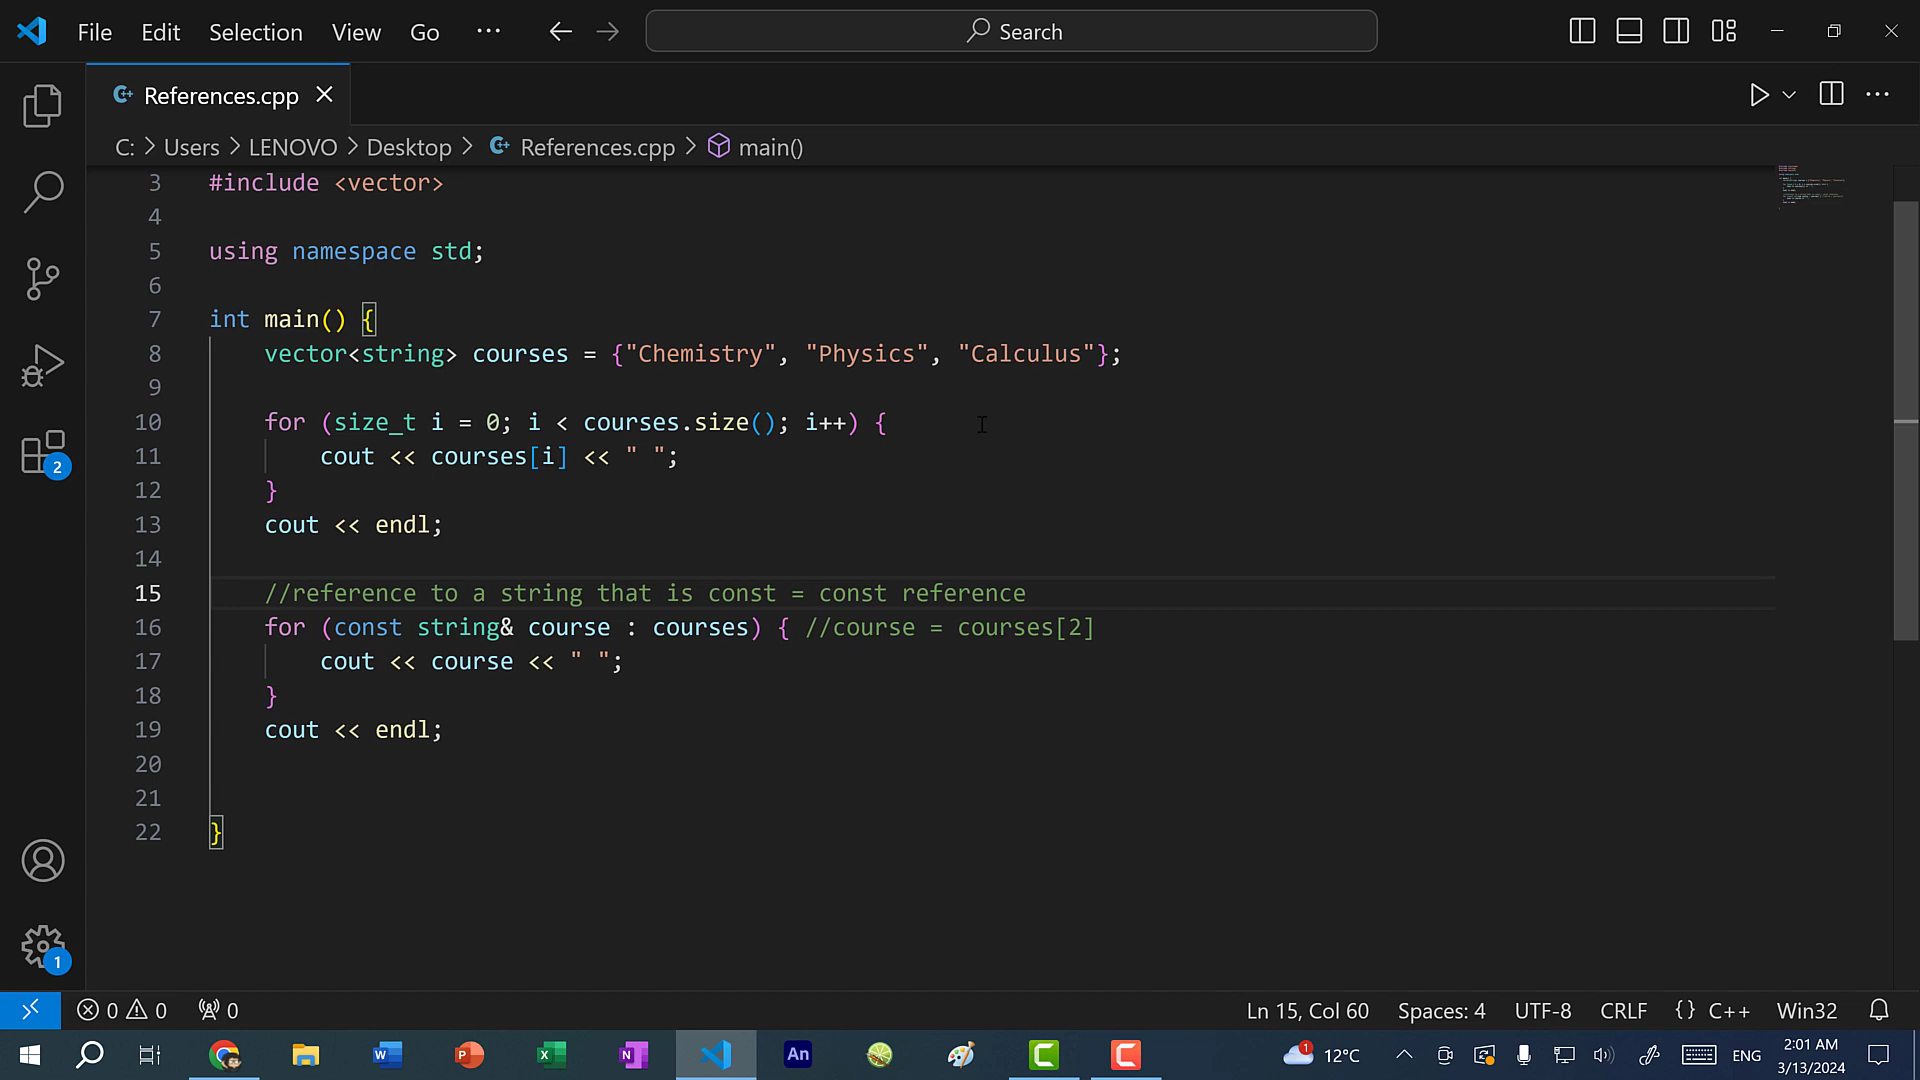 File Edit Selection View Go ... Search
References.cpp
C: > Users > LENOVO > Desktop > References.cpp > main()
3 #include <vector>
4
5 using namespace std;
6
7 int main() {
8 vector<string> courses = {"Chemistry", "Physics", "Calculus"};
9
10 for (size_t i = 0; i < courses.size(); i++) {
11 cout << courses[i] << " ";
12 }
13 cout << endl;
14
15 //reference to a string that is const = const reference
16 for (const string& course : courses) { //course = courses[2]
17 cout << course << " ";
18 }
19 cout << endl;
20
21
22 }
2
1
0 0 0 Ln 15, Col 60 Spaces: 4 UTF-8 CRLF {} C++ Win32
W P X N An C C 1 12°C ENG 2:01 AM
3/13/2024